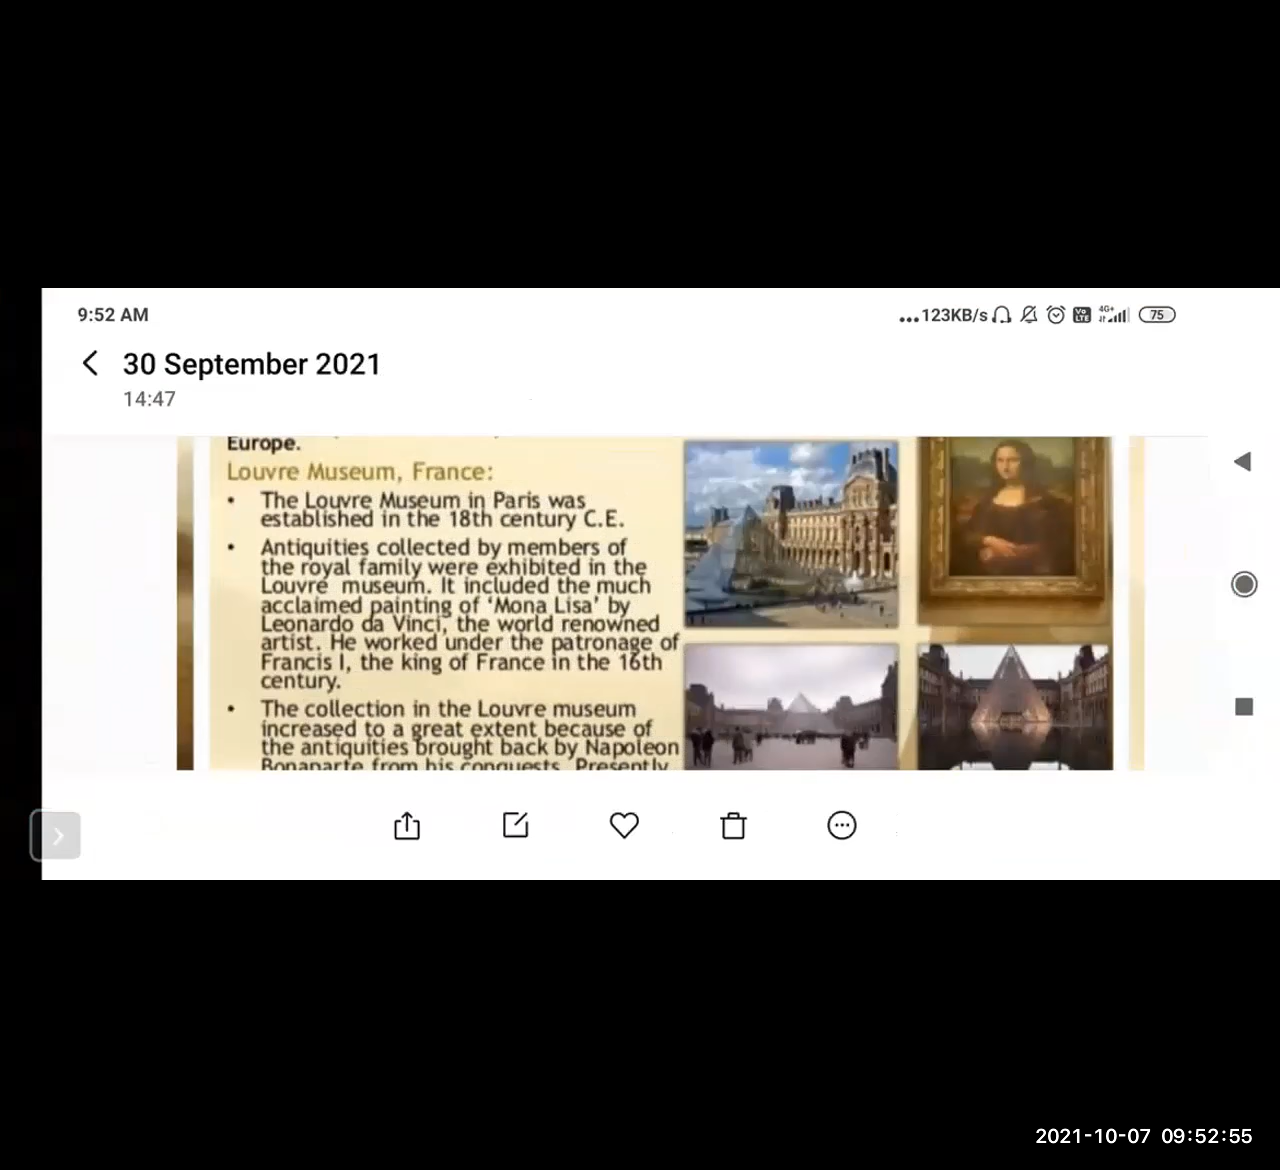 9:52 AM
...123KB/s
4G+
Vo
LTE
75
30 September 2021
14:47
Europe.
Louvre Museum, France:
• The Louvre Museum in Paris was
established in the 18th century C.E.
• Antiquities collected by members of
the royal family were exhibited in the
Louvre museum. It included the much
acclaimed painting of ‘Mona Lisa’ by
Leonardo da Vinci, the world renowned
artist. He worked under the patronage of
Francis I, the king of France in the 16th
century.
• The collection in the Louvre museum
increased to a great extent because of
the antiquities brought back by Napoleon
Bonaparte from his conquests. Presently,
2021-10-07 09:52:55